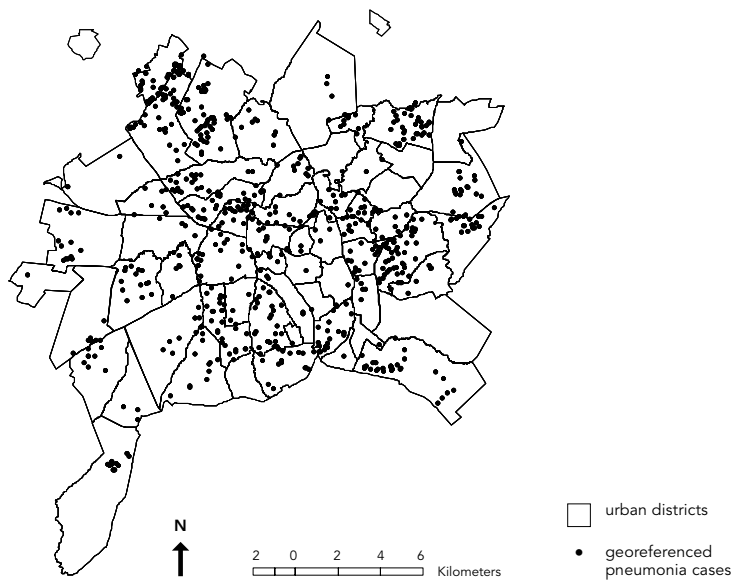 N
2 0 2 4 6
Kilometers
urban districts
georeferenced
pneumonia cases